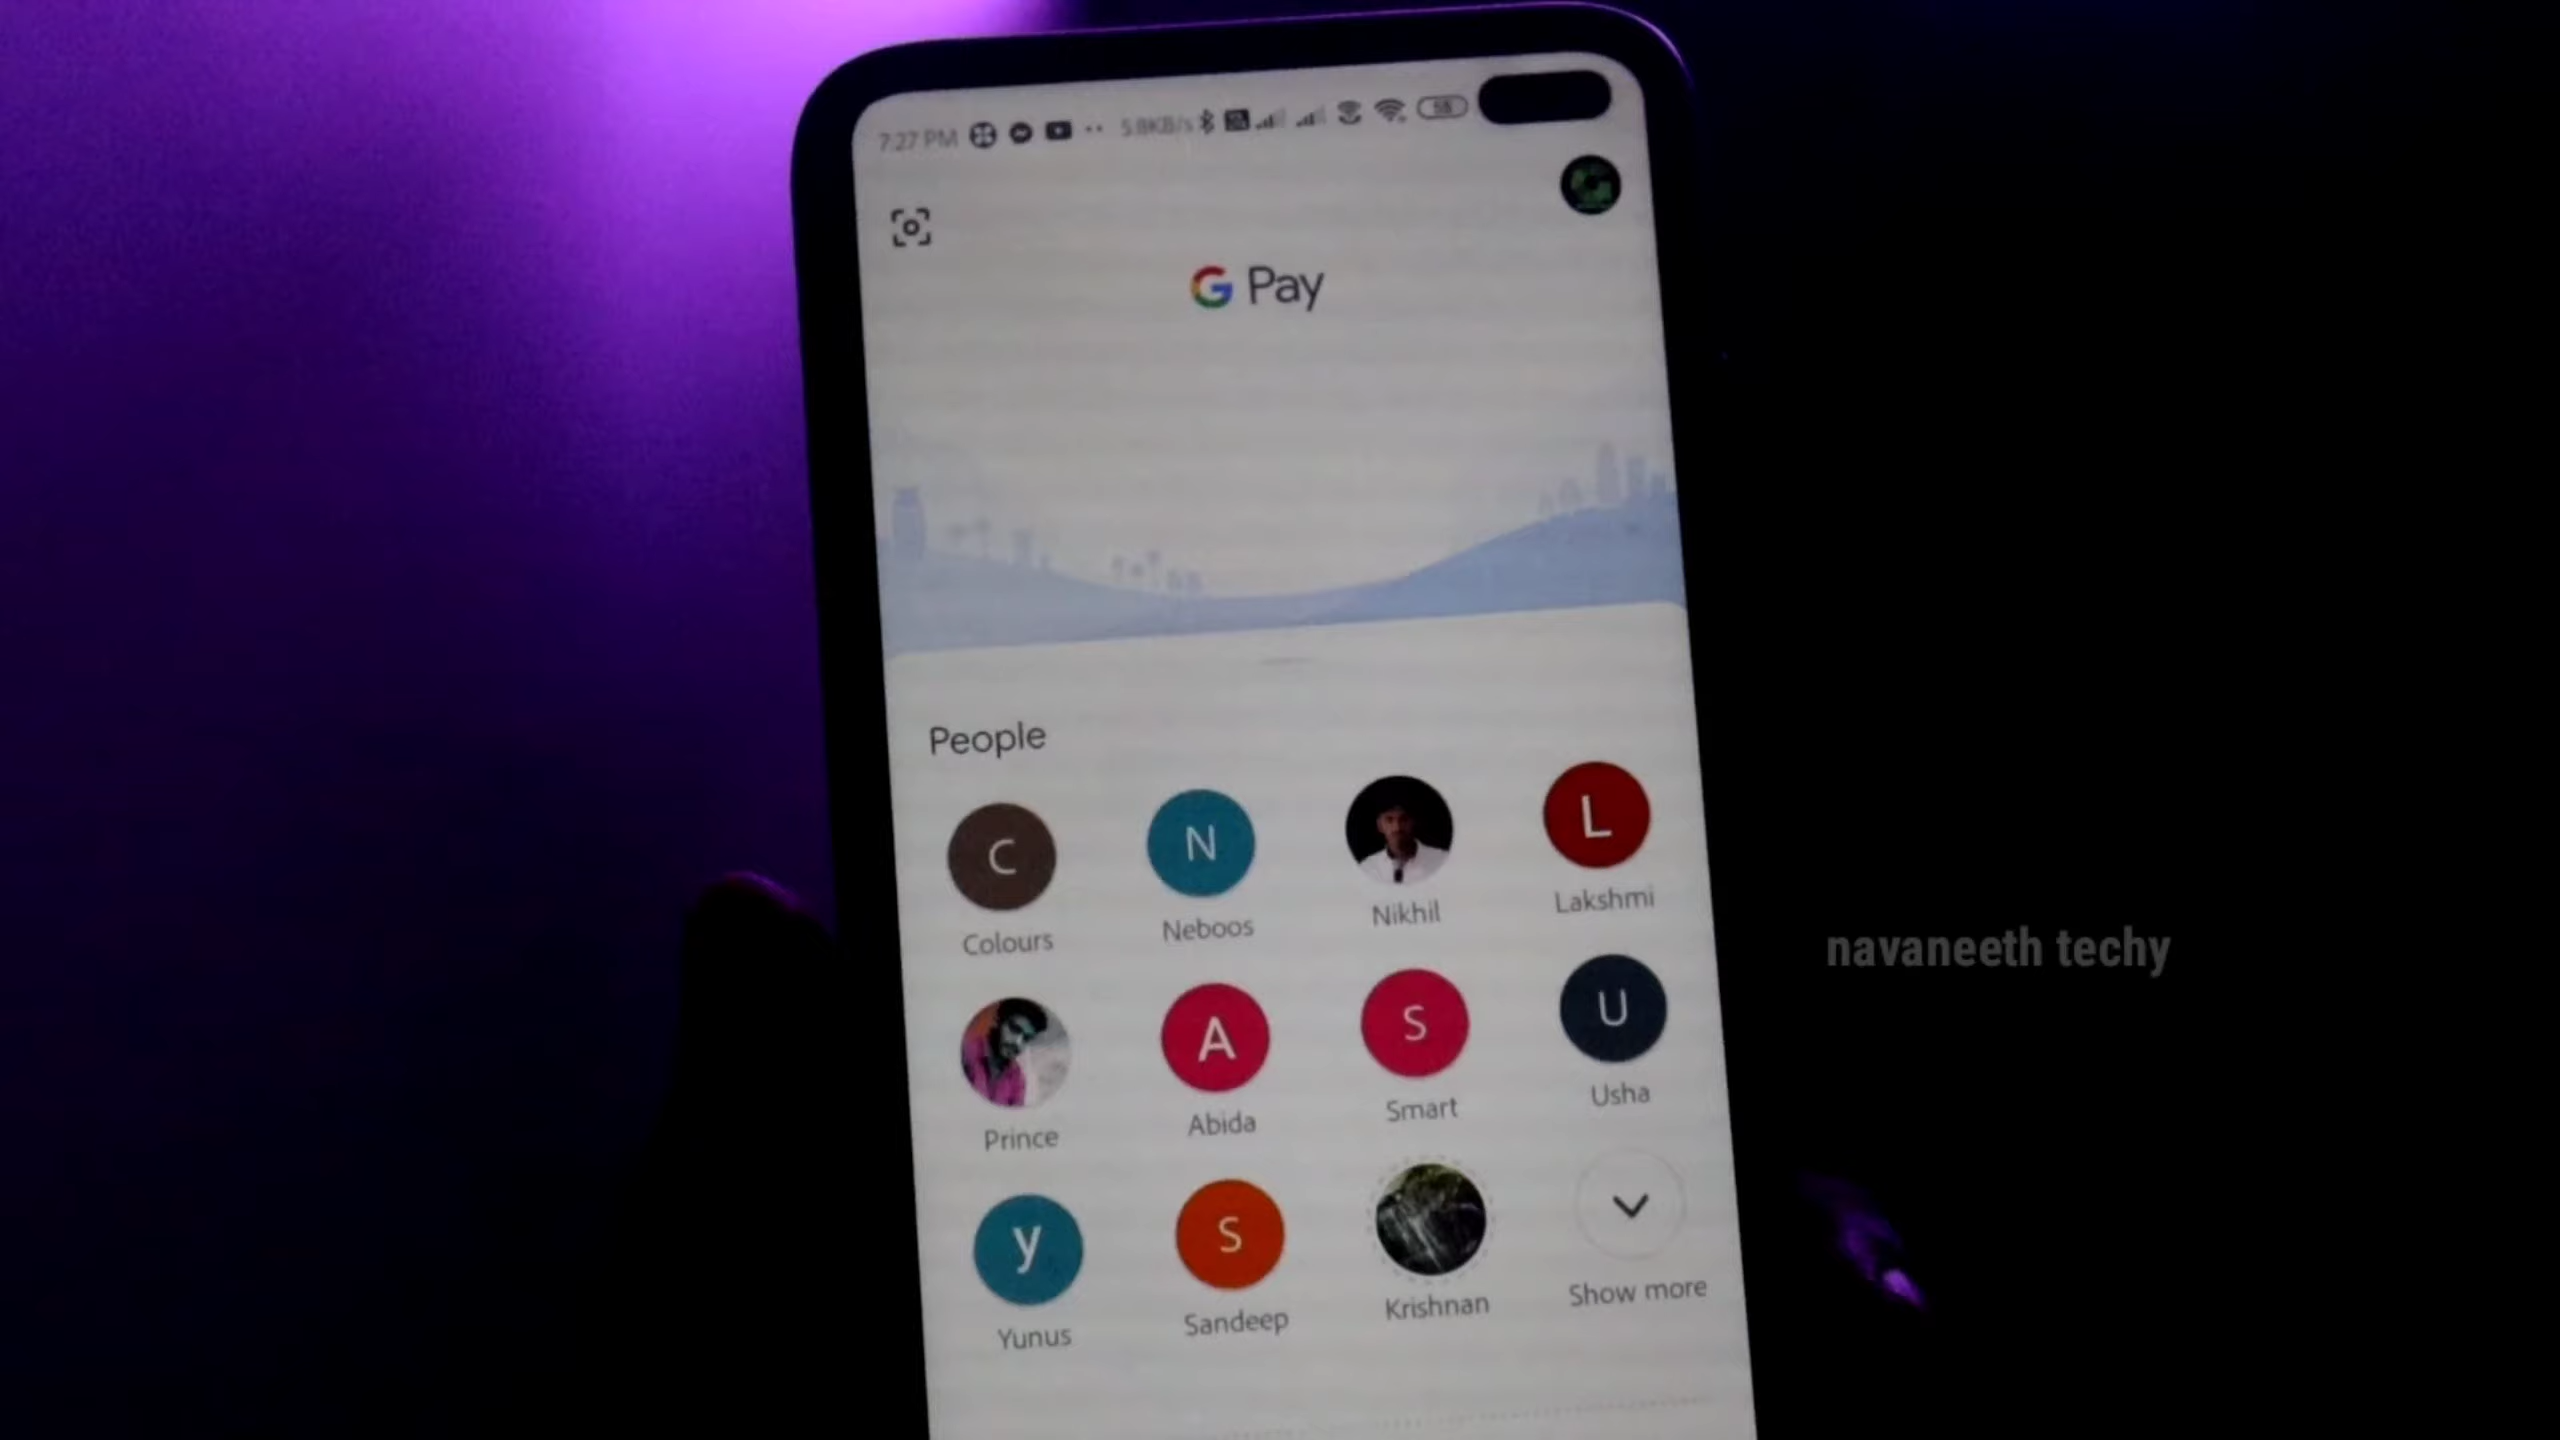 7:27 PM 5.8KB/s 58
G Pay
People
C N L
Colours Neboos Nikhil Lakshmi
A S U
Prince Abida Smart Usha
y S
Yunus Sandeep Krishnan Show more
navaneeth techy